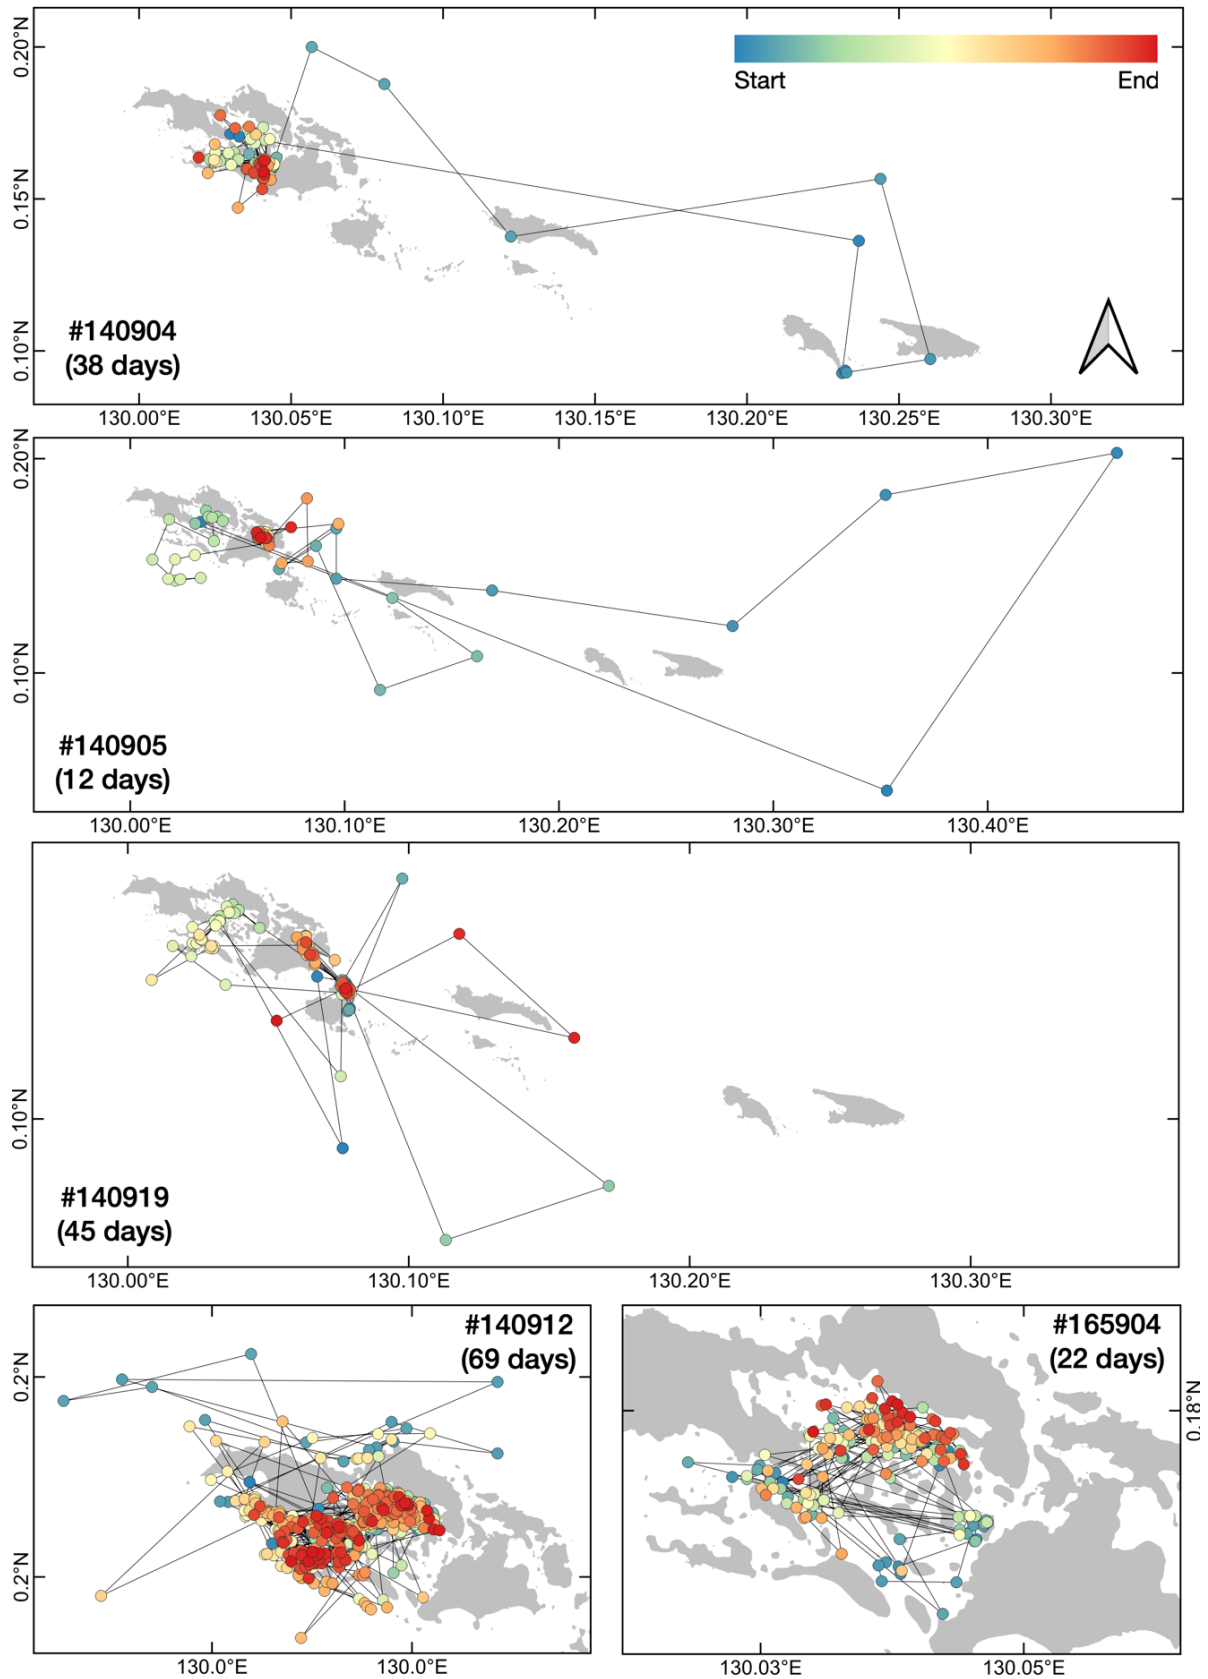 Start End
0.20°N
0.15°N
0.10°N
#140904
(38 days)
130.00°E 130.05°E 130.10°E 130.15°E 130.20°E 130.25°E 130.30°E
0.20°N
0.10°N
#140905
(12 days)
130.00°E 130.10°E 130.20°E 130.30°E 130.40°E
0.10°N
#140919
(45 days)
130.00°E 130.10°E 130.20°E 130.30°E
#140912
(69 days)
0.2°N
0.2°N
130.0°E 130.0°E
#165904
(22 days)
0.18°N
130.03°E 130.05°E